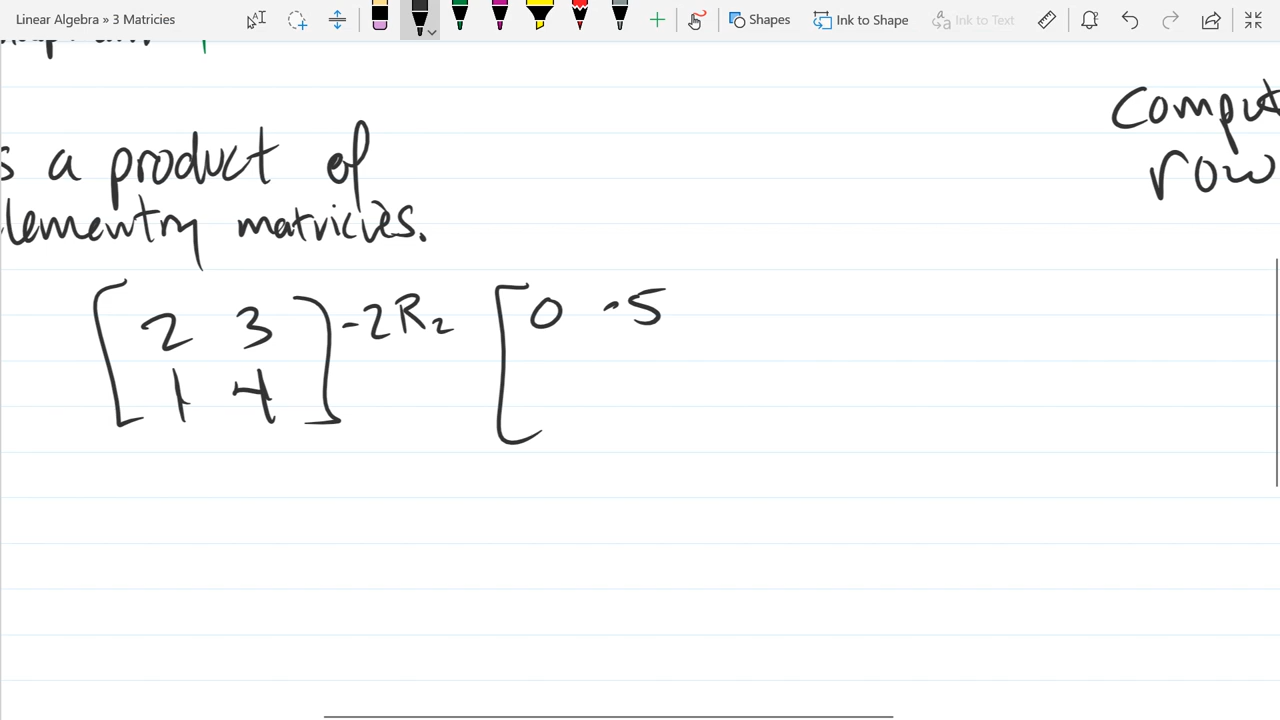 Linear Algebra » 3 Matricies
Shapes
Ink to Shape
Ink to Text
Comput
row
s a product of
lementry matricies.
[ 2 3 ] -2R₂ [ 0 -5
1 4